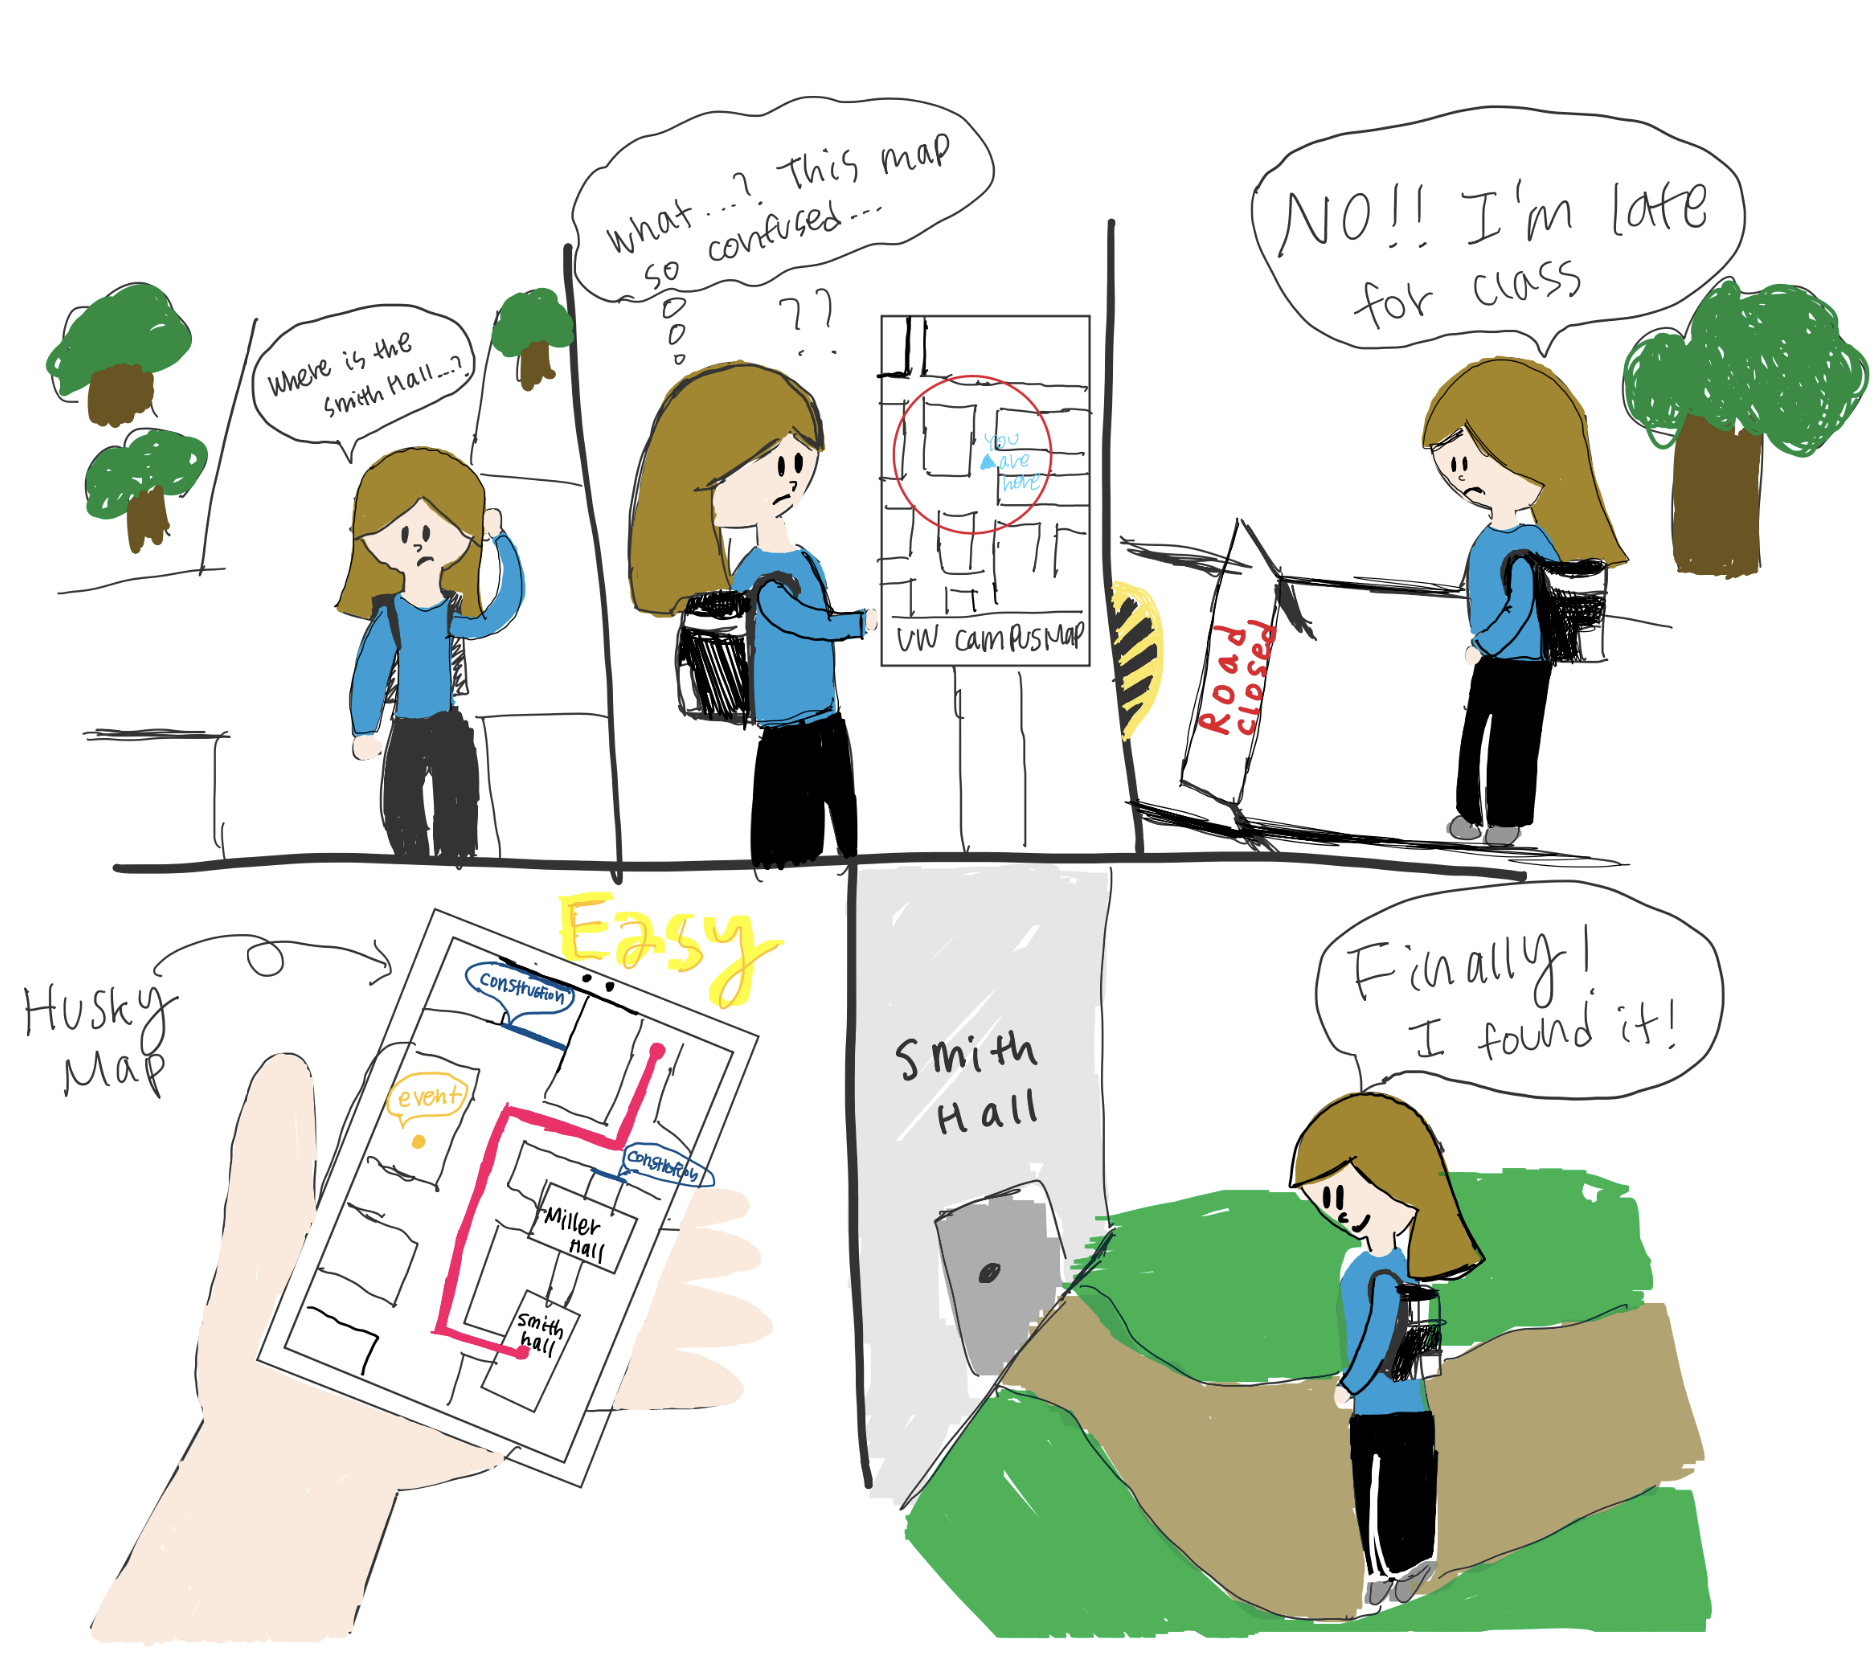 Where is the
Smith Hall....?
What....? This map
so confused...
??
You
are
here
UW CAMPUS MAP
NO!! I'm late
for class
Road
closed
Easy
Husky
Map
construction
event
construction
Miller
Hall
Smith
hall
Smith
Hall
Finally!
I found it!